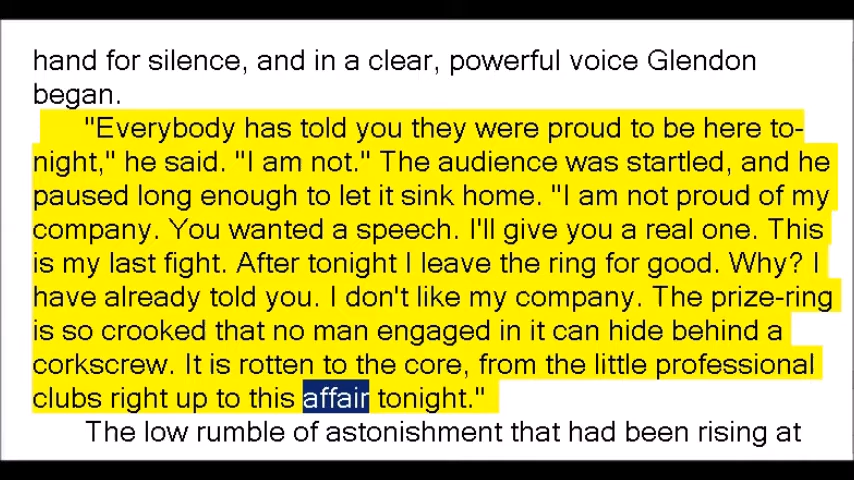 hand for silence, and in a clear, powerful voice Glendon
began.
"Everybody has told you they were proud to be here to-
night," he said. "I am not." The audience was startled, and he
paused long enough to let it sink home. "I am not proud of my
company. You wanted a speech. I'll give you a real one. This
is my last fight. After tonight I leave the ring for good. Why? I
have already told you. I don't like my company. The prize-ring
is so crooked that no man engaged in it can hide behind a
corkscrew. It is rotten to the core, from the little professional
clubs right up to this affair tonight."
The low rumble of astonishment that had been rising at